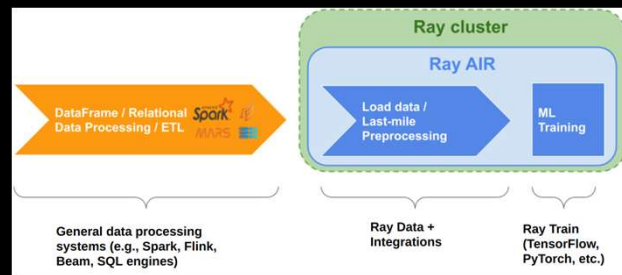 Ray cluster
Ray AIR
DataFrame / Relational
Data Processing / ETL
Spark
MARS
Load data /
Last-mile
Preprocessing
ML
Training
General data processing
systems (e.g., Spark, Flink,
Beam, SQL engines)
Ray Data +
Integrations
Ray Train
(TensorFlow,
PyTorch, etc.)